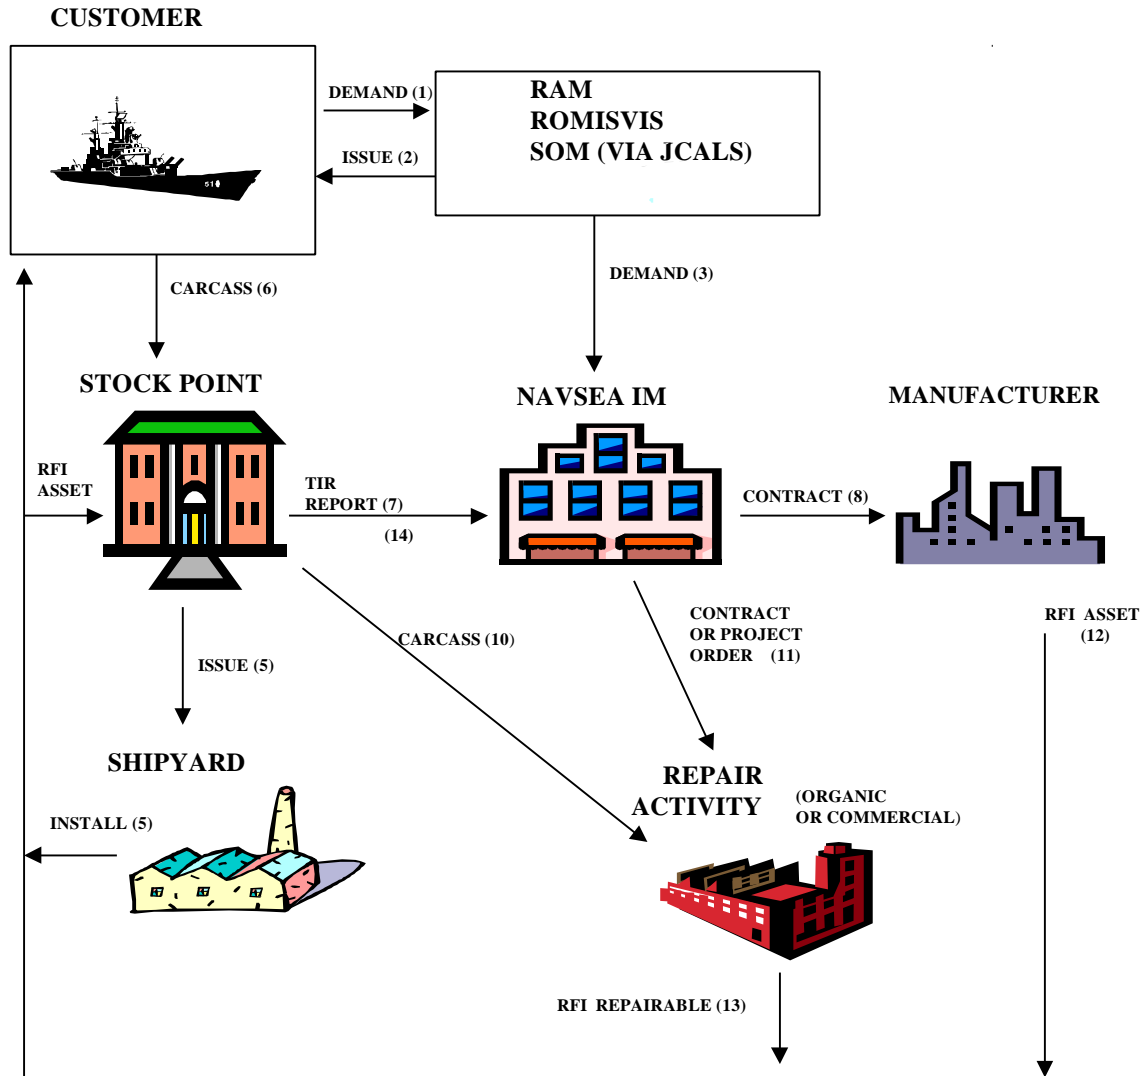 CUSTOMER
DEMAND (1)
ISSUE (2)
RAM
ROMISVIS
SOM (VIA JCALS)
CARCASS (6)
DEMAND (3)
STOCK POINT
NAVSEA IM
MANUFACTURER
RFI
ASSET
TIR
REPORT (7)
(14)
CONTRACT (8)
CONTRACT
OR PROJECT
ORDER (11)
RFI ASSET
(12)
CARCASS (10)
ISSUE (5)
SHIPYARD
INSTALL (5)
REPAIR
ACTIVITY
(ORGANIC
OR COMMERCIAL)
RFI REPAIRABLE (13)